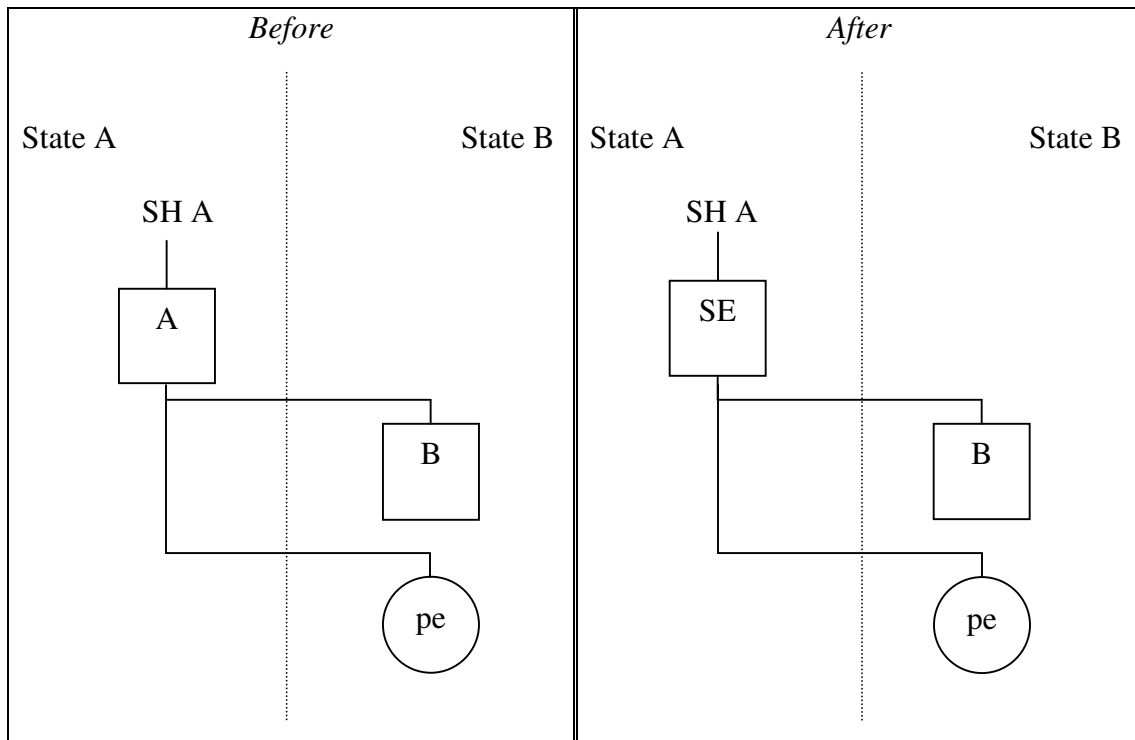 Before
State A
State B
SH A
A
B
pe
After
State A
State B
SH A
SE
B
pe